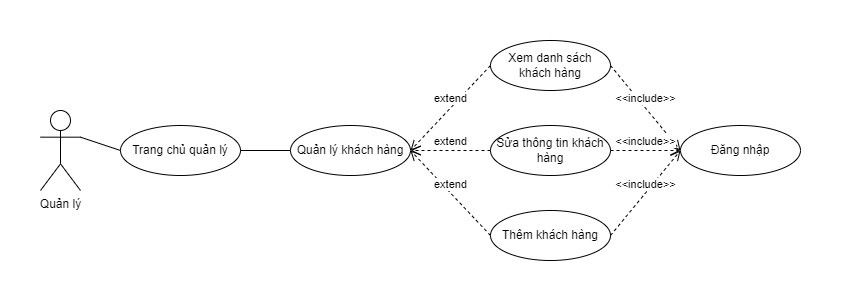 Xem danh sách
khách hàng
extend
<<include>>
Trang chủ quản lý
Quản lý khách hàng
extend
Sửa thông tin khách
hàng
<<include>>
Đăng nhập
extend
<<include>>
Quản lý
Thêm khách hàng